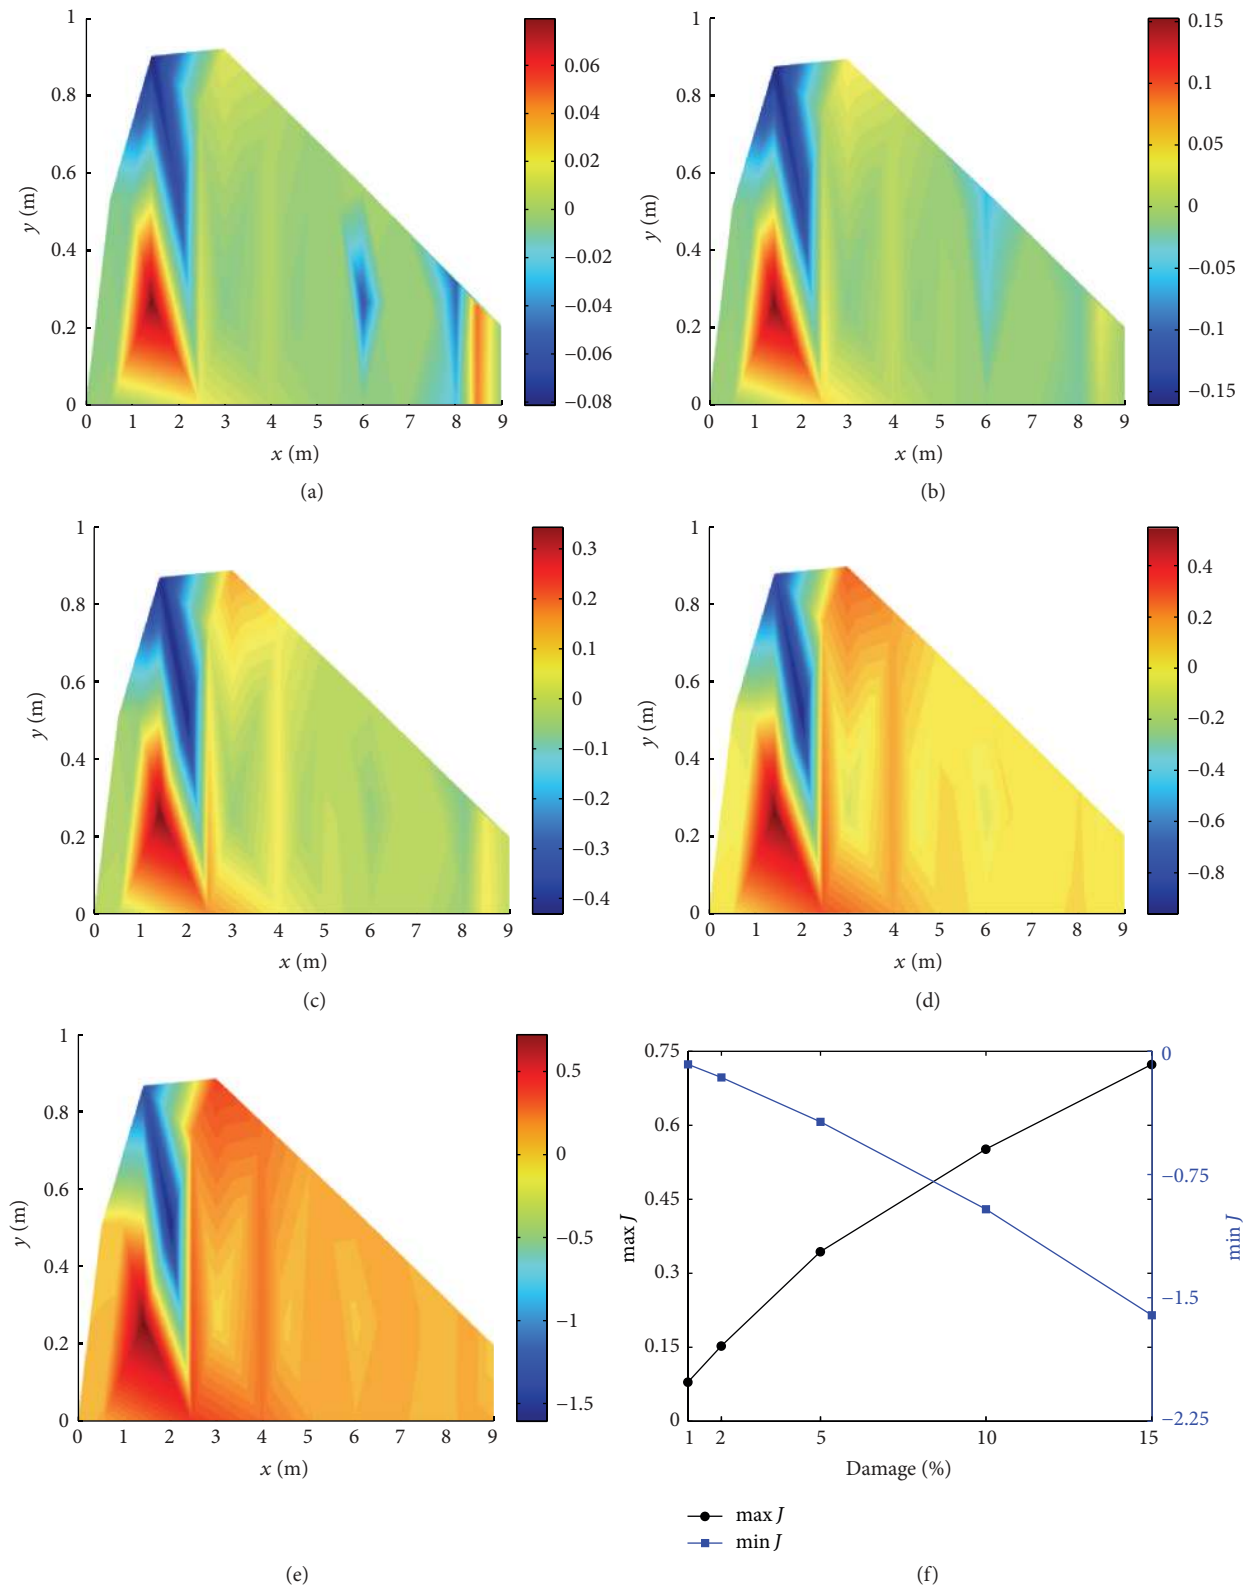 1
0.8
0.6
0.4
0.2
0
y (m)
0 1 2 3 4 5 6 7 8 9
x (m)
0.06
0.04
0.02
0
−0.02
−0.04
−0.06
−0.08
(a)
1
0.8
0.6
0.4
0.2
0
y (m)
0 1 2 3 4 5 6 7 8 9
x (m)
0.15
0.1
0.05
0
−0.05
−0.1
−0.15
(b)
1
0.8
0.6
0.4
0.2
0
y (m)
0 1 2 3 4 5 6 7 8 9
x (m)
0.3
0.2
0.1
0
−0.1
−0.2
−0.3
−0.4
(c)
1
0.8
0.6
0.4
0.2
0
y (m)
0 1 2 3 4 5 6 7 8 9
x (m)
0.4
0.2
0
−0.2
−0.4
−0.6
−0.8
(d)
1
0.8
0.6
0.4
0.2
0
y (m)
0 1 2 3 4 5 6 7 8 9
x (m)
0.5
0
−0.5
−1
−1.5
(e)
0.75
0.6
0.45
0.3
0.15
0
max J
1 2 5 10 15
Damage (%)
0
−0.75
−1.5
−2.25
min J
max J
min J
(f)